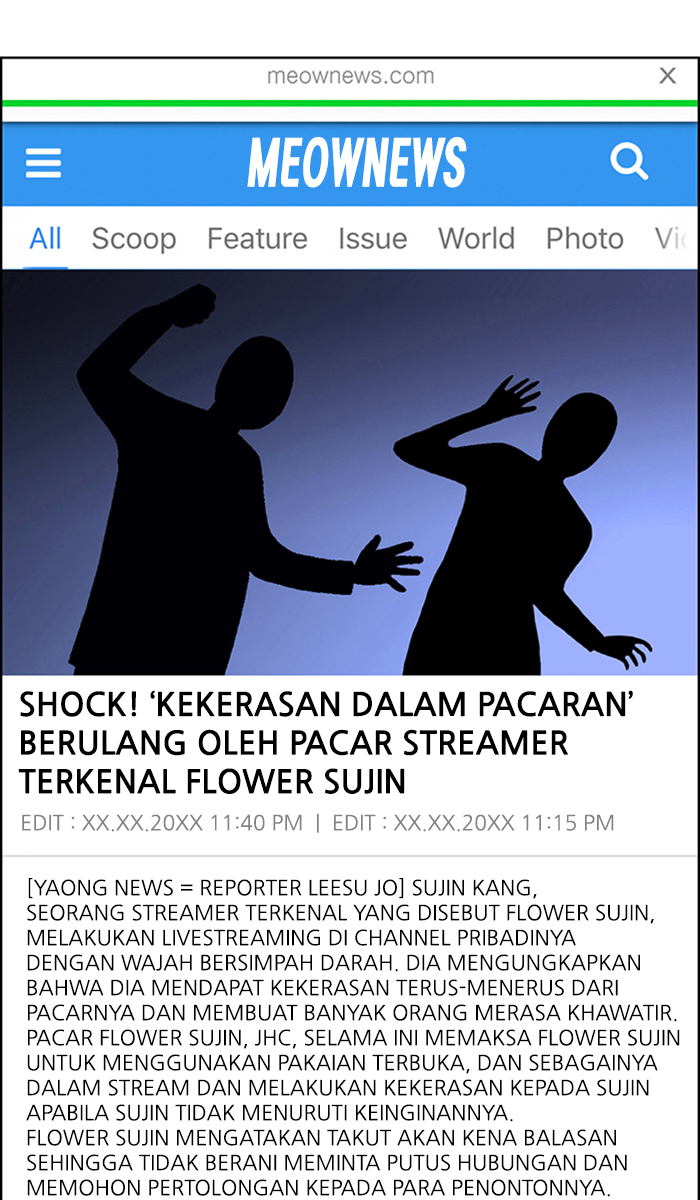 meownews.com X
MEOWNEWS
All Scoop Feature Issue World Photo Vi
SHOCK! ‘KEKERASAN DALAM PACARAN’
BERULANG OLEH PACAR STREAMER
TERKENAL FLOWER SUJIN
EDIT : XX.XX.20XX 11:40 PM | EDIT : XX.XX.20XX 11:15 PM
[YAONG NEWS = REPORTER LEESU JO] SUJIN KANG,
SEORANG STREAMER TERKENAL YANG DISEBUT FLOWER SUJIN,
MELAKUKAN LIVESTREAMING DI CHANNEL PRIBADINYA
DENGAN WAJAH BERSIMPAH DARAH. DIA MENGUNGKAPKAN
BAHWA DIA MENDAPAT KEKERASAN TERUS-MENERUS DARI
PACARNYA DAN MEMBUAT BANYAK ORANG MERASA KHAWATIR.
PACAR FLOWER SUJIN, JHC, SELAMA INI MEMAKSA FLOWER SUJIN
UNTUK MENGGUNAKAN PAKAIAN TERBUKA, DAN SEBAGAINYA
DALAM STREAM DAN MELAKUKAN KEKERASAN KEPADA SUJIN
APABILA SUJIN TIDAK MENURUTI KEINGINANNYA.
FLOWER SUJIN MENGATAKAN TAKUT AKAN KENA BALASAN
SEHINGGA TIDAK BERANI MEMINTA PUTUS HUBUNGAN DAN
MEMOHON PERTOLONGAN KEPADA PARA PENONTONNYA.